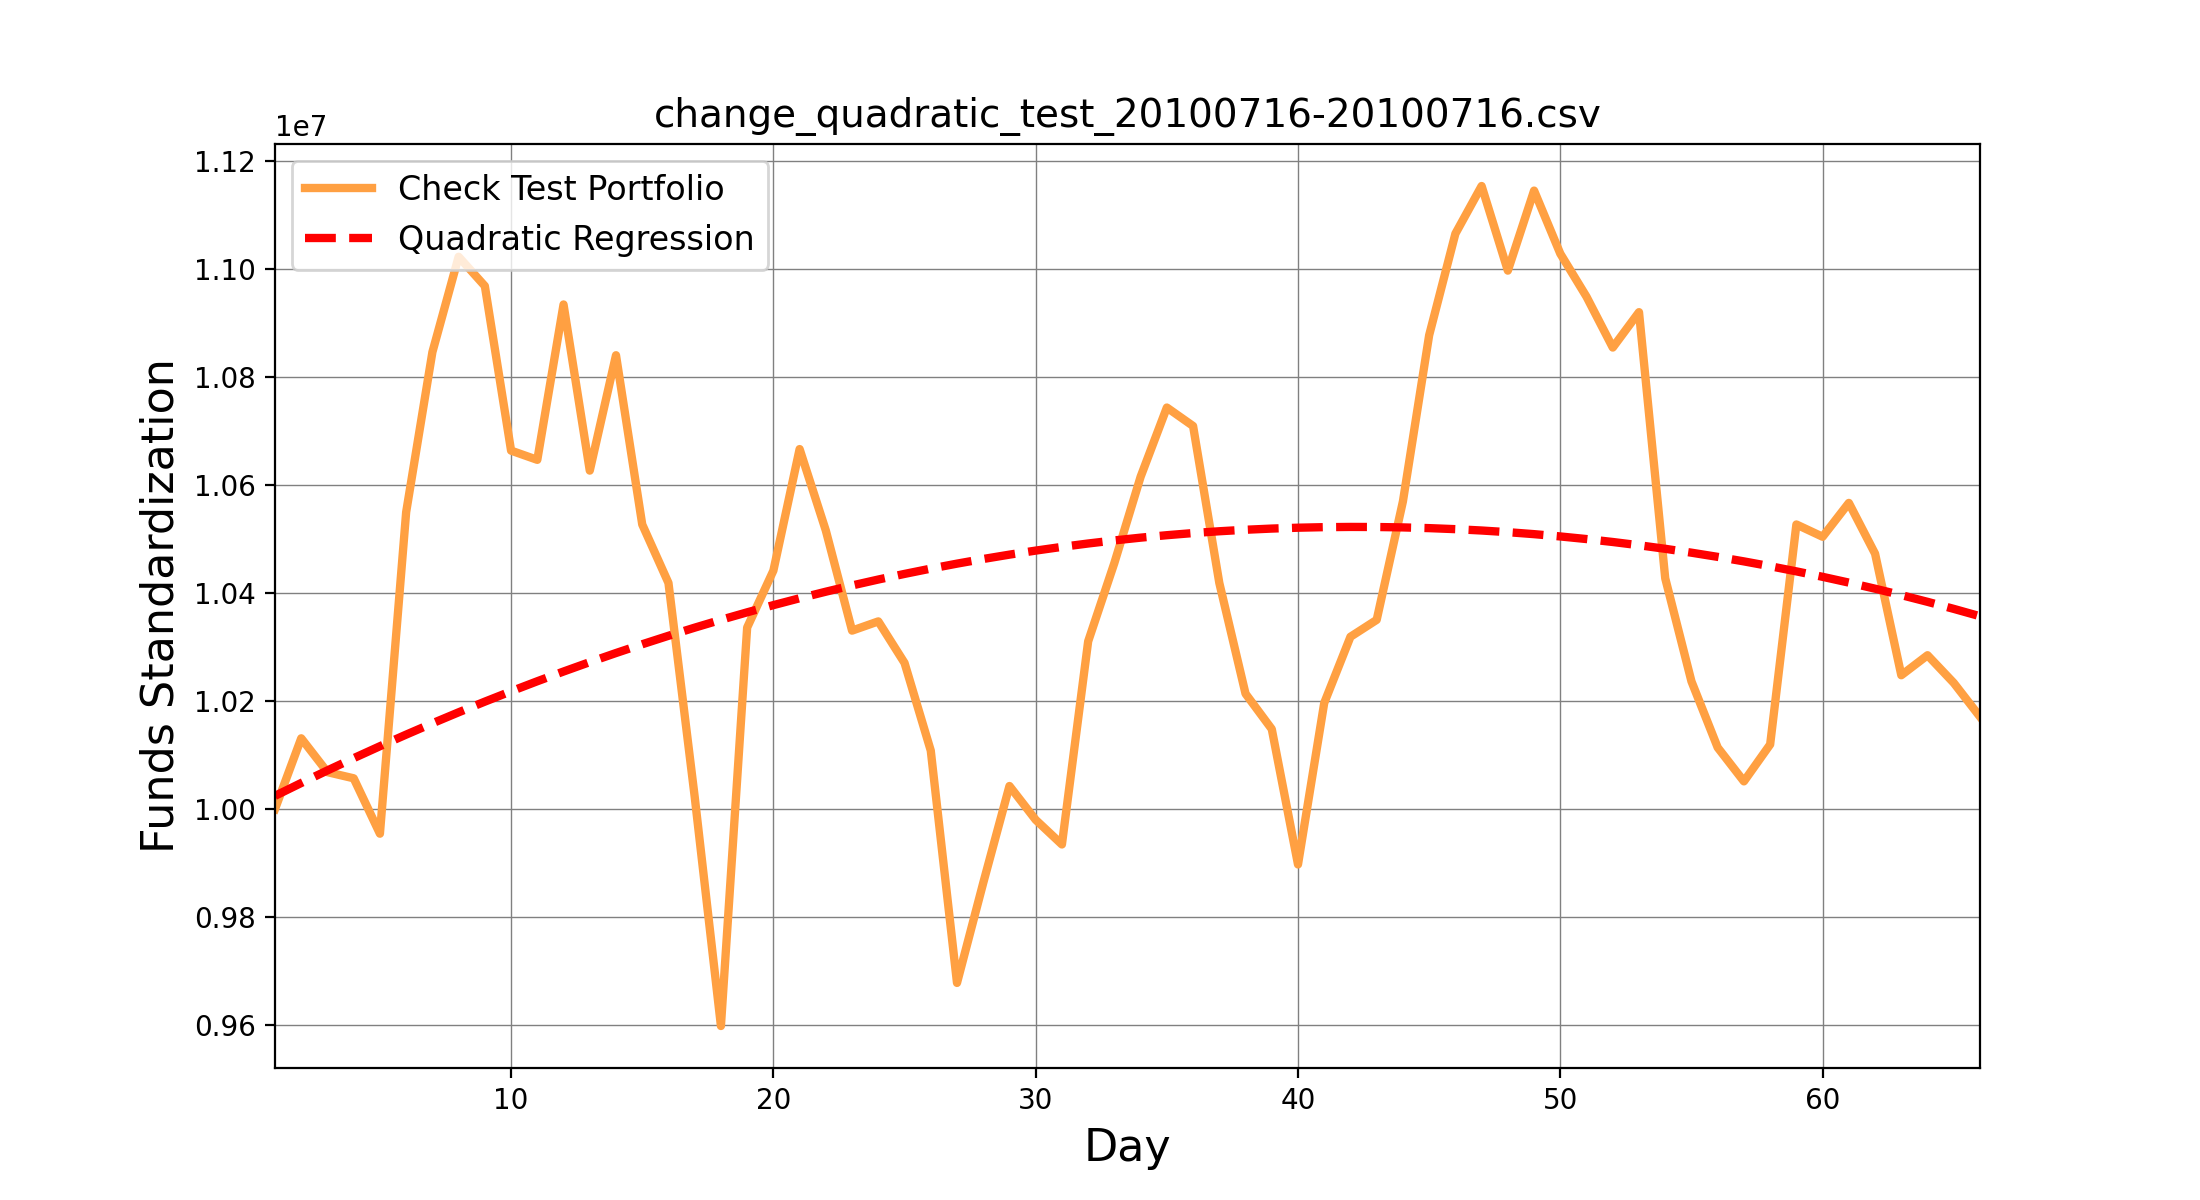 change_quadratic_test_20100716-20100716.csv
1e7
Check Test Portfolio
Quadratic Regression
1.12
1.10
1.08
1.06
1.04
1.02
1.00
0.98
0.96
Funds Standardization
10 20 30 40 50 60
Day